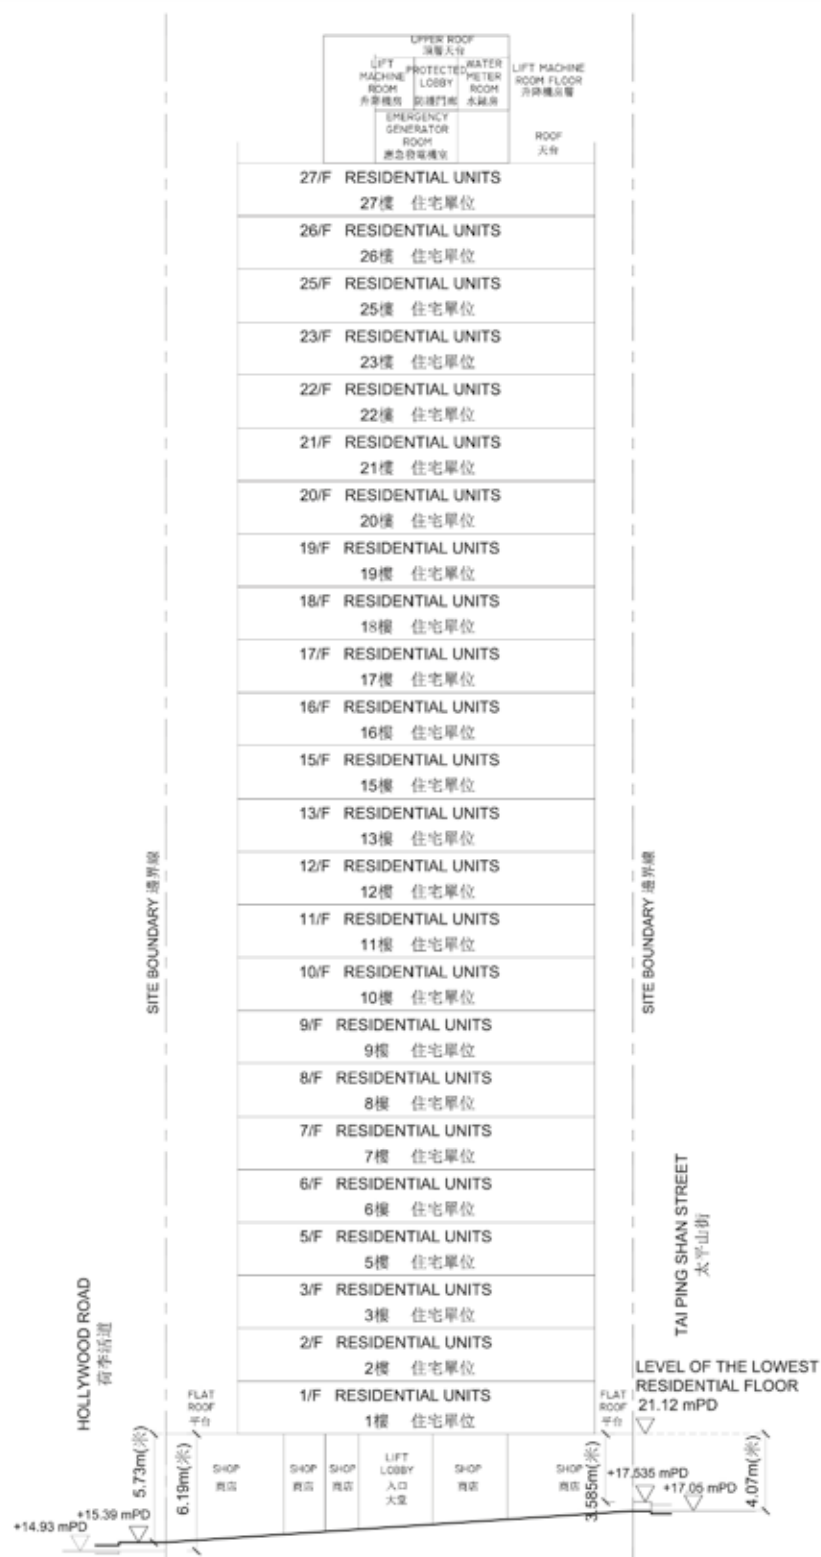 UPPER ROOF
頂層天台
LIFT
MACHINE
ROOM
升降機房
PROTECTED
LOBBY
防護門廊
WATER
METER
ROOM
水錶房
LIFT MACHINE
ROOM FLOOR
升降機房層
EMERGENCY
GENERATOR
ROOM
應急發電機室
ROOF
天台
27/F RESIDENTIAL UNITS
27樓 住宅單位
26/F RESIDENTIAL UNITS
26樓 住宅單位
25/F RESIDENTIAL UNITS
25樓 住宅單位
23/F RESIDENTIAL UNITS
23樓 住宅單位
22/F RESIDENTIAL UNITS
22樓 住宅單位
21/F RESIDENTIAL UNITS
21樓 住宅單位
20/F RESIDENTIAL UNITS
20樓 住宅單位
19/F RESIDENTIAL UNITS
19樓 住宅單位
18/F RESIDENTIAL UNITS
18樓 住宅單位
17/F RESIDENTIAL UNITS
17樓 住宅單位
16/F RESIDENTIAL UNITS
16樓 住宅單位
15/F RESIDENTIAL UNITS
15樓 住宅單位
13/F RESIDENTIAL UNITS
13樓 住宅單位
12/F RESIDENTIAL UNITS
12樓 住宅單位
11/F RESIDENTIAL UNITS
11樓 住宅單位
10/F RESIDENTIAL UNITS
10樓 住宅單位
9/F RESIDENTIAL UNITS
9樓 住宅單位
8/F RESIDENTIAL UNITS
8樓 住宅單位
7/F RESIDENTIAL UNITS
7樓 住宅單位
6/F RESIDENTIAL UNITS
6樓 住宅單位
5/F RESIDENTIAL UNITS
5樓 住宅單位
3/F RESIDENTIAL UNITS
3樓 住宅單位
2/F RESIDENTIAL UNITS
2樓 住宅單位
1/F RESIDENTIAL UNITS
1樓 住宅單位
SITE BOUNDARY 邊界線
SITE BOUNDARY 邊界線
HOLLYWOOD ROAD
荷李活道
TAI PING SHAN STREET
太平山街
FLAT
ROOF
平台
FLAT
ROOF
平台
LEVEL OF THE LOWEST
RESIDENTIAL FLOOR
21.12 mPD
5.73m(米)
6.19m(米)
SHOP
商店
SHOP
商店
SHOP
商店
LIFT
LOBBY
入口
大堂
SHOP
商店
SHOP
商店
3.585m(米)
+17.535 mPD
+17.05 mPD
4.07m(米)
+15.39 mPD
+14.93 mPD